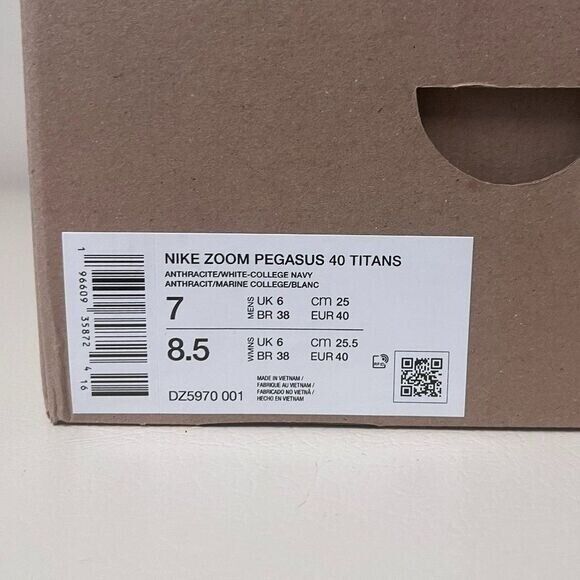 NIKE ZOOM PEGASUS 40 TITANS
ANTHRACITE/WHITE-COLLEGE NAVY
ANTHRACIT/MARINE COLLEGE/BLANC
7 MENS UK 6 cm 25
BR 38 EUR 40
8.5 WMNS UK 6 cm 25.5
BR 38 EUR 40
DZ5970 001
MADE IN VIETNAM /
FABRIQUE AU VIETNAM /
FABRICADO NO VIETNÃ /
HECHO EN VIETNAM
RFID
1 96609 35872 4 16